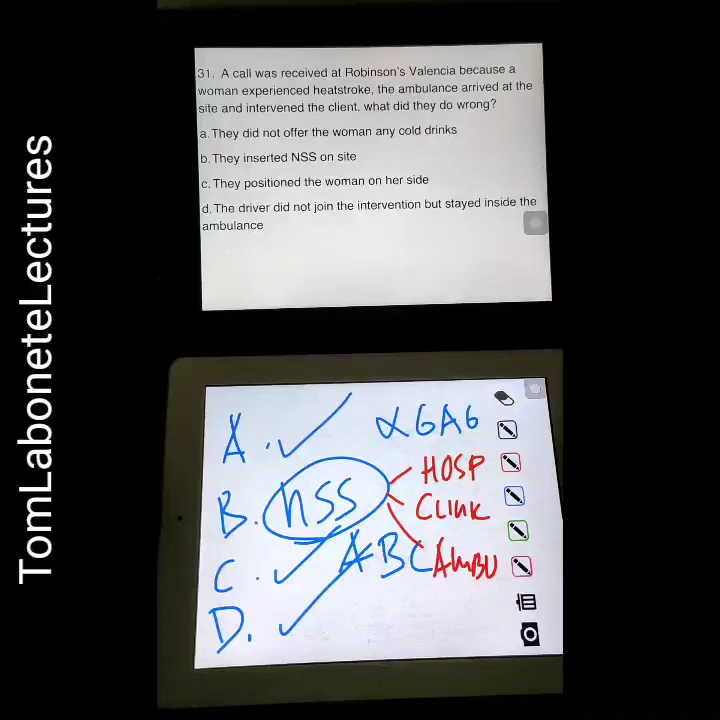 TomLaboneteLectures
31. A call was received at Robinson's Valencia because a
woman experienced heatstroke, the ambulance arrived at the
site and intervened the client, what did they do wrong?
a. They did not offer the woman any cold drinks
b. They inserted NSS on site
c. They positioned the woman on her side
d. The driver did not join the intervention but stayed inside the
ambulance
A. ✓ XGAG
B. NSS HOSP
CLINK
C. ✓ ABC AMBU
D. ✓